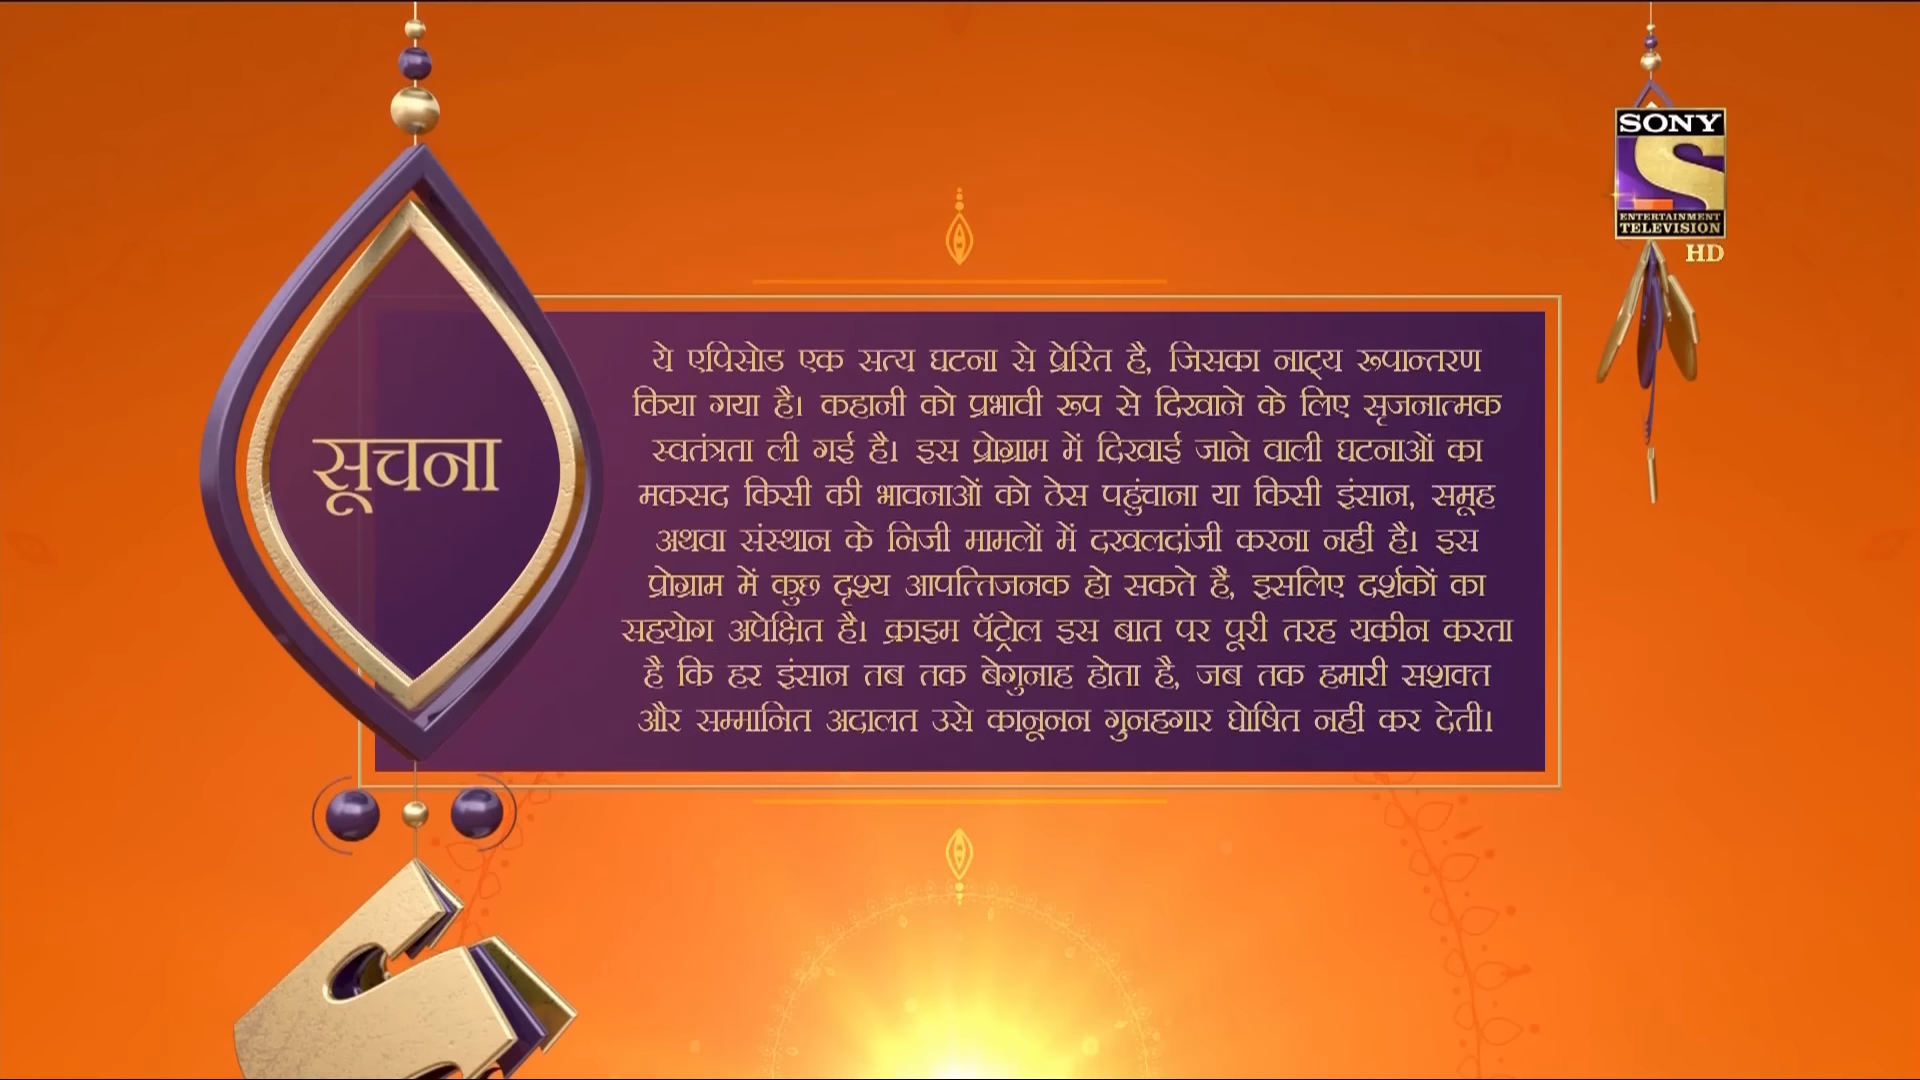 सूचना
ये एपिसोड एक सत्य घटना से प्रेरित है, जिसका नाट्य रूपान्तरण
किया गया है। कहानी को प्रभावी रूप से दिखाने के लिए सृजनात्मक
स्वतंत्रता ली गई है। इस प्रोग्राम में दिखाई जाने वाली घटनाओं का
मकसद किसी की भावनाओं को ठेस पहुंचाना या किसी इंसान, समूह
अथवा संस्थान के निजी मामलों में दखलदांजी करना नहीं है। इस
प्रोग्राम में कुछ दृश्य आपत्तिजनक हो सकते हैं, इसलिए दर्शकों का
सहयोग अपेक्षित है। क्राइम पॅट्रोल इस बात पर पूरी तरह यकीन करता
है कि हर इंसान तब तक बेगुनाह होता है, जब तक हमारी सशक्त
और सम्मानित अदालत उसे कानूनन गुनहगार घोषित नहीं कर देती।
SONY
ENTERTAINMENT
TELEVISION
HD